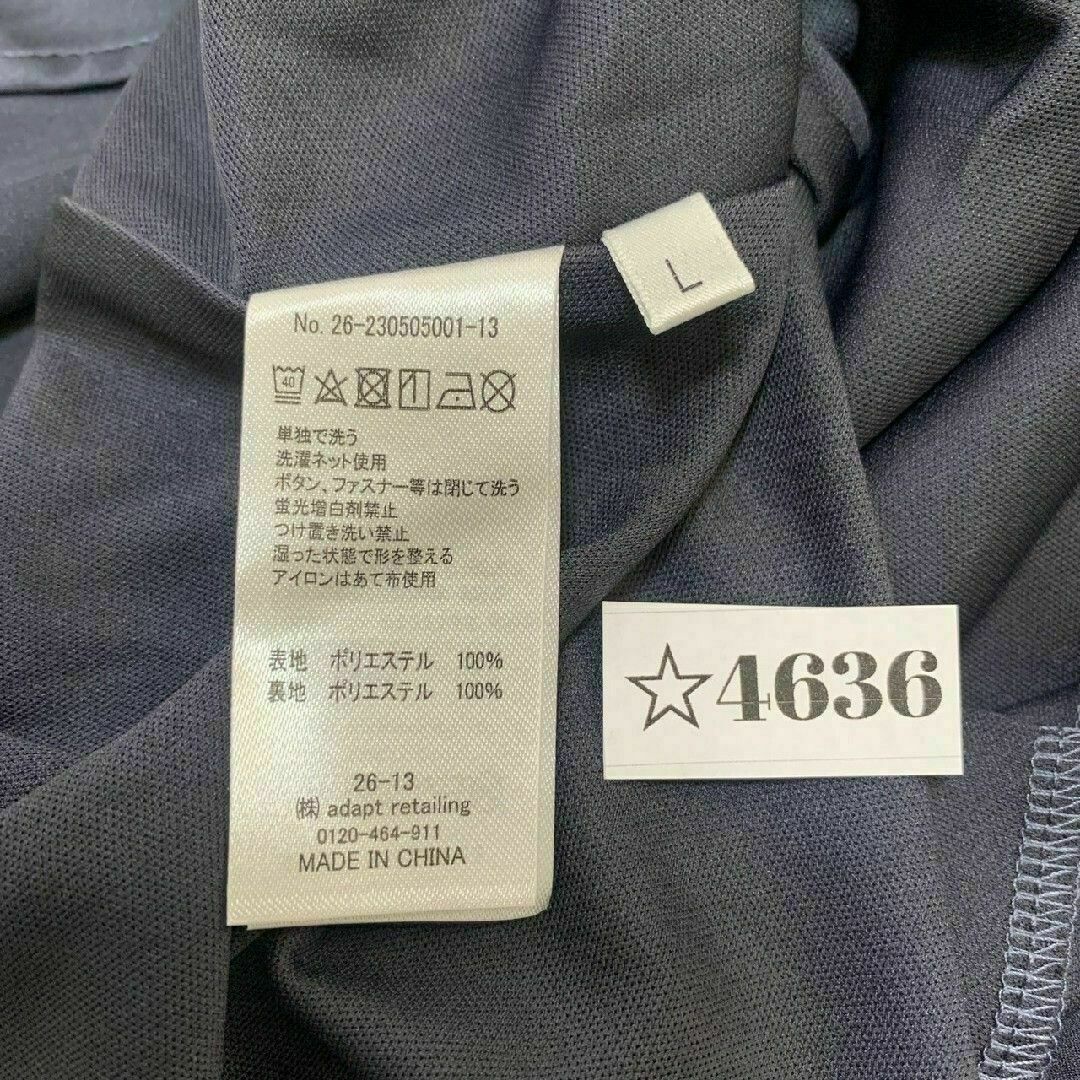 L
No. 26-230505001-13
40
単独で洗う
洗濯ネット使用
ボタン、ファスナー等は閉じて洗う
蛍光増白剤禁止
つけ置き洗い禁止
湿った状態で形を整える
アイロンはあて布使用
表地 ポリエステル 100%
裏地 ポリエステル 100%
26-13
(株) adapt retailing
0120-464-911
MADE IN CHINA
☆4636